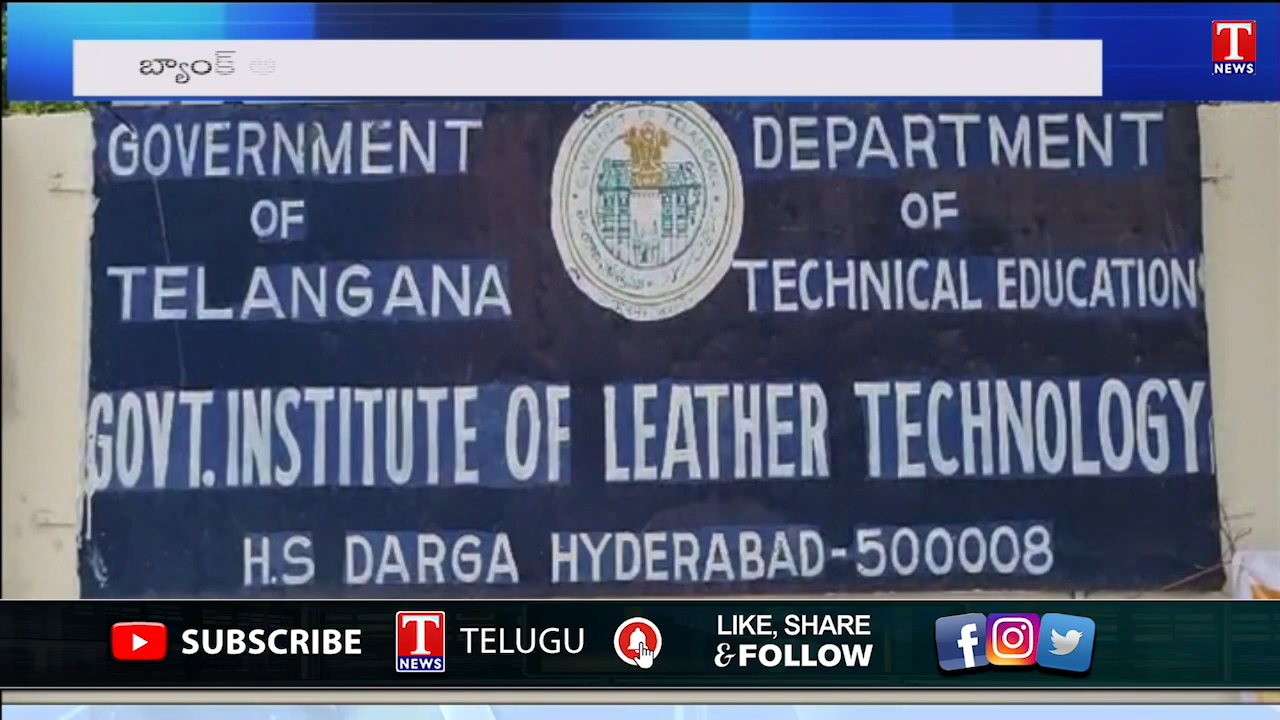 బ్యాంక్ అ
T
NEWS
GOVERNMENT
OF
TELANGANA
DEPARTMENT
OF
TECHNICAL EDUCATION
GOVT. INSTITUTE OF LEATHER TECHNOLOGY
H.S DARGA HYDERABAD-500008
SUBSCRIBE
T
NEWS
TELUGU
LIKE, SHARE
& FOLLOW